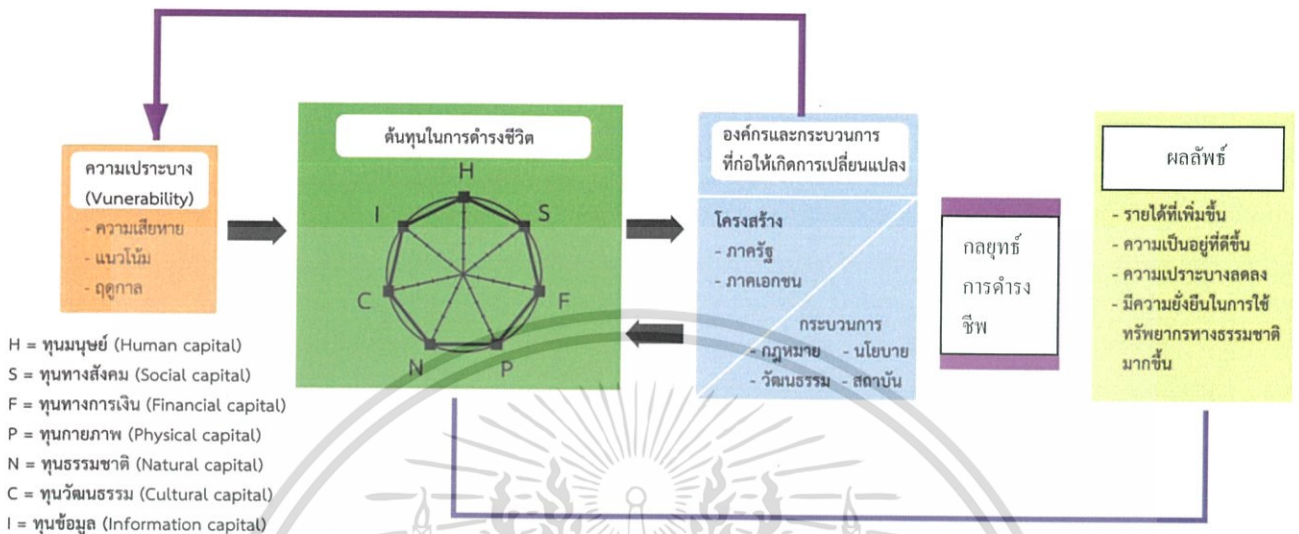 ความเปราะบาง
(Vunerability)
- ความเสียหาย
- แนวโน้ม
- ฤดูกาล
ต้นทุนในการดำรงชีวิต
H
S
F
P
N
C
I
องค์กรและกระบวนการ
ที่ก่อให้เกิดการเปลี่ยนแปลง
โครงสร้าง
- ภาครัฐ
- ภาคเอกชน
กระบวนการ
- กฎหมาย - นโยบาย
- วัฒนธรรม - สถาบัน
กลยุทธ์
การดำรง
ชีพ
ผลลัพธ์
- รายได้ที่เพิ่มขึ้น
- ความเป็นอยู่ที่ดีขึ้น
- ความเปราะบางลดลง
- มีความยั่งยืนในการใช้
ทรัพยากรทางธรรมชาติ
มากขึ้น
H = ทุนมนุษย์ (Human capital)
S = ทุนทางสังคม (Social capital)
F = ทุนทางการเงิน (Financial capital)
P = ทุนกายภาพ (Physical capital)
N = ทุนธรรมชาติ (Natural capital)
C = ทุนวัฒนธรรม (Cultural capital)
I = ทุนข้อมูล (Information capital)